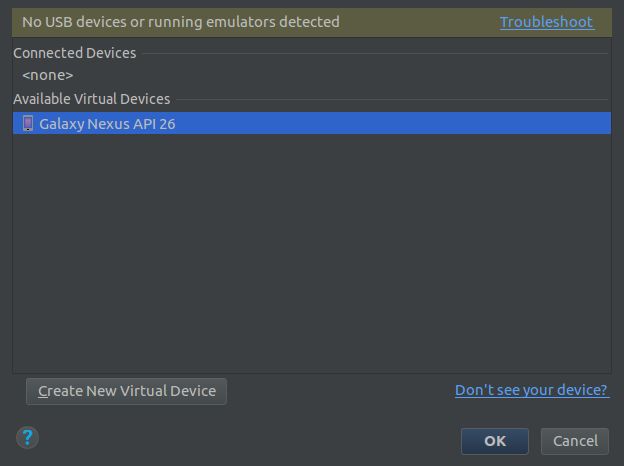 No USB devices or running emulators detected Troubleshoot
Connected Devices
<none>
Available Virtual Devices
Galaxy Nexus API 26
Create New Virtual Device Don't see your device?
? OK Cancel